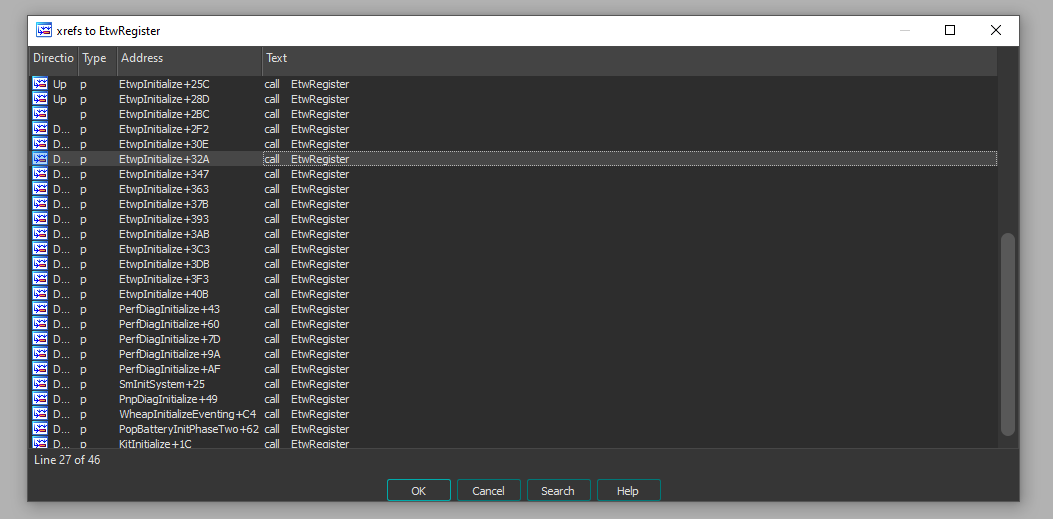 xrefs to EtwRegister
Directio Type Address Text
Up p EtwpInitialize+25C call EtwRegister
Up p EtwpInitialize+28D call EtwRegister
p EtwpInitialize+2BC call EtwRegister
D... p EtwpInitialize+2F2 call EtwRegister
D... p EtwpInitialize+30E call EtwRegister
D... p EtwpInitialize+32A call EtwRegister
D... p EtwpInitialize+347 call EtwRegister
D... p EtwpInitialize+363 call EtwRegister
D... p EtwpInitialize+37B call EtwRegister
D... p EtwpInitialize+393 call EtwRegister
D... p EtwpInitialize+3AB call EtwRegister
D... p EtwpInitialize+3C3 call EtwRegister
D... p EtwpInitialize+3DB call EtwRegister
D... p EtwpInitialize+3F3 call EtwRegister
D... p EtwpInitialize+40B call EtwRegister
D... p PerfDiagInitialize+43 call EtwRegister
D... p PerfDiagInitialize+60 call EtwRegister
D... p PerfDiagInitialize+7D call EtwRegister
D... p PerfDiagInitialize+9A call EtwRegister
D... p PerfDiagInitialize+AF call EtwRegister
D... p SmInitSystem+25 call EtwRegister
D... p PnpDiagInitialize+49 call EtwRegister
D... p WheapInitializeEventing+C4 call EtwRegister
D... p PopBatteryInitPhaseTwo+62 call EtwRegister
D... p KitInitialize+1C call EtwRegister
Line 27 of 46
OK Cancel Search Help